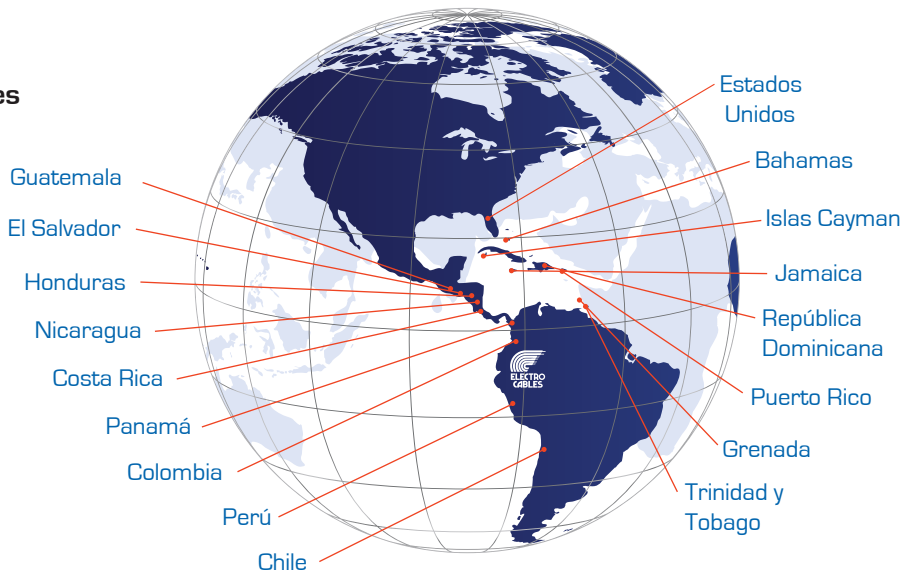 es
Guatemala
El Salvador
Honduras
Nicaragua
Costa Rica
Panamá
Colombia
Perú
Chile
ELECTRO
CABLES
Estados
Unidos
Bahamas
Islas Cayman
Jamaica
República
Dominicana
Puerto Rico
Grenada
Trinidad y
Tobago